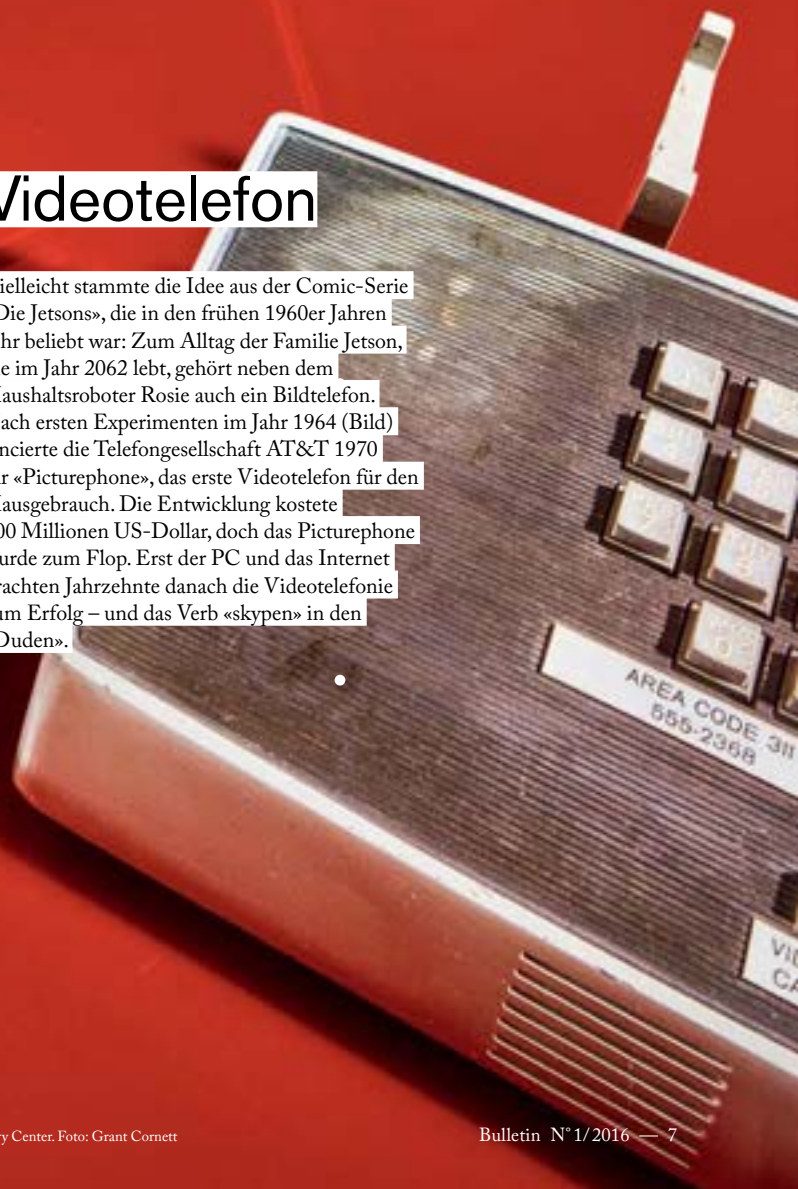 Videotelefon
ielleicht stammte die Idee aus der Comic-Serie
Die Jetsons», die in den frühen 1960er Jahren
hr beliebt war: Zum Alltag der Familie Jetson,
e im Jahr 2062 lebt, gehört neben dem
Haushaltsroboter Rosie auch ein Bildtelefon.
ach ersten Experimenten im Jahr 1964 (Bild)
ncierte die Telefongesellschaft AT&T 1970
r «Picturephone», das erste Videotelefon für den
Hausgebrauch. Die Entwicklung kostete
00 Millionen US-Dollar, doch das Picturephone
urde zum Flop. Erst der PC und das Internet
rachten Jahrzehnte danach die Videotelefonie
um Erfolg – und das Verb «skypen» in den
Duden».
AREA CODE 311
555-2368
VI
CA
y Center. Foto: Grant Cornett
Bulletin N° 1/2016 — 7